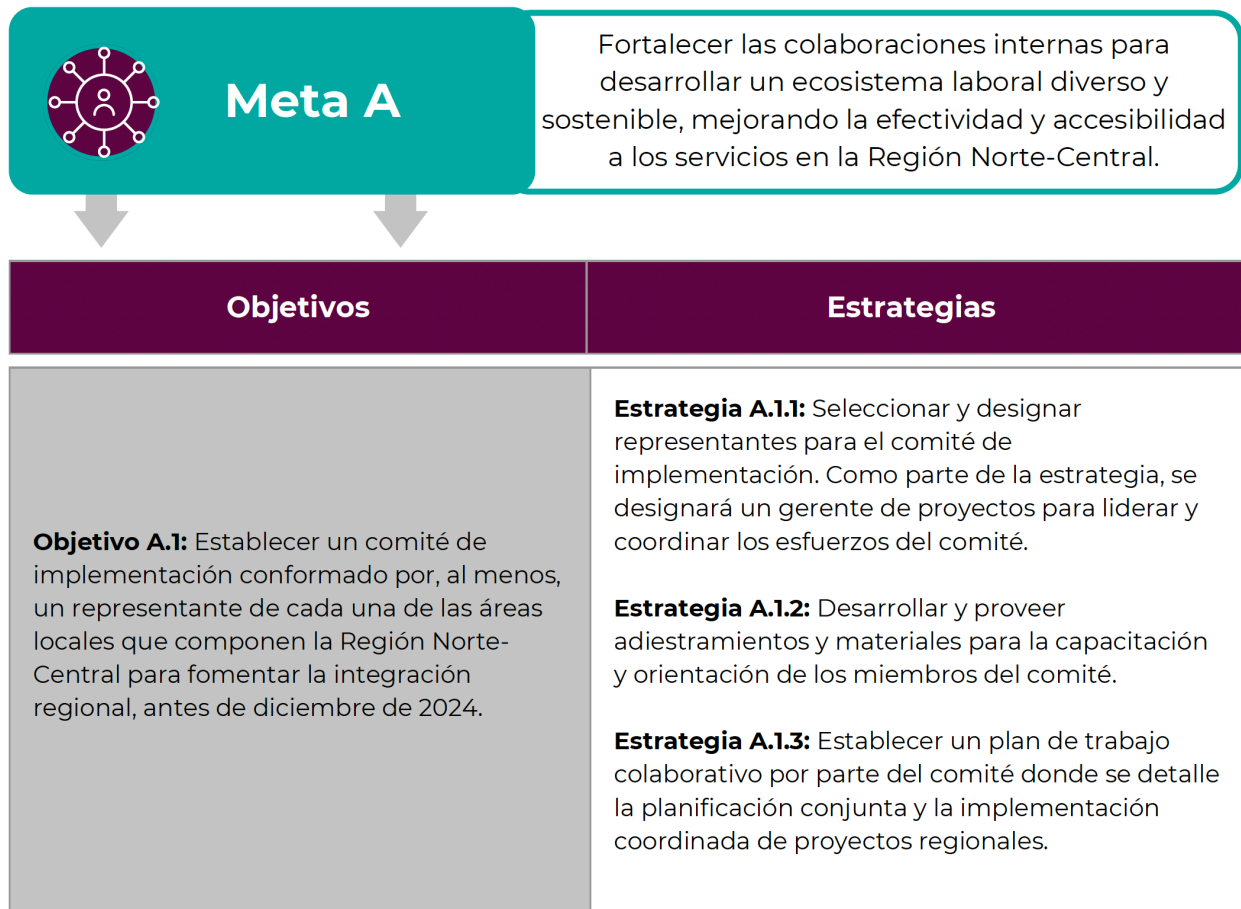 Meta A
Fortalecer las colaboraciones internas para
desarrollar un ecosistema laboral diverso y
sostenible, mejorando la efectividad y accesibilidad
a los servicios en la Región Norte-Central.
Objetivos
Estrategias
Objetivo A.1: Establecer un comité de
implementación conformado por, al menos,
un representante de cada una de las áreas
locales que componen la Región Norte-
Central para fomentar la integración
regional, antes de diciembre de 2024.
Estrategia A.1.1: Seleccionar y designar
representantes para el comité de
implementación. Como parte de la estrategia, se
designará un gerente de proyectos para liderar y
coordinar los esfuerzos del comité.
Estrategia A.1.2: Desarrollar y proveer
adiestramientos y materiales para la capacitación
y orientación de los miembros del comité.
Estrategia A.1.3: Establecer un plan de trabajo
colaborativo por parte del comité donde se detalle
la planificación conjunta y la implementación
coordinada de proyectos regionales.